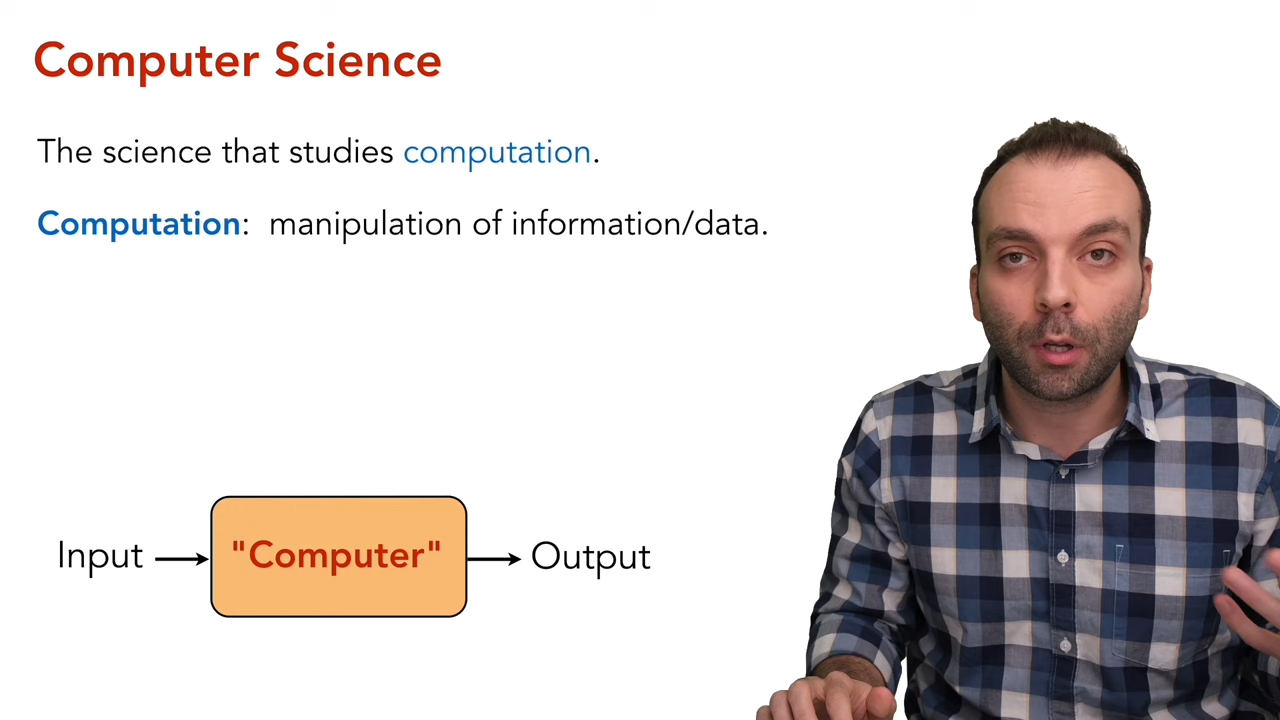 Computer Science
The science that studies computation.
Computation: manipulation of information/data.
Input
"Computer"
Output